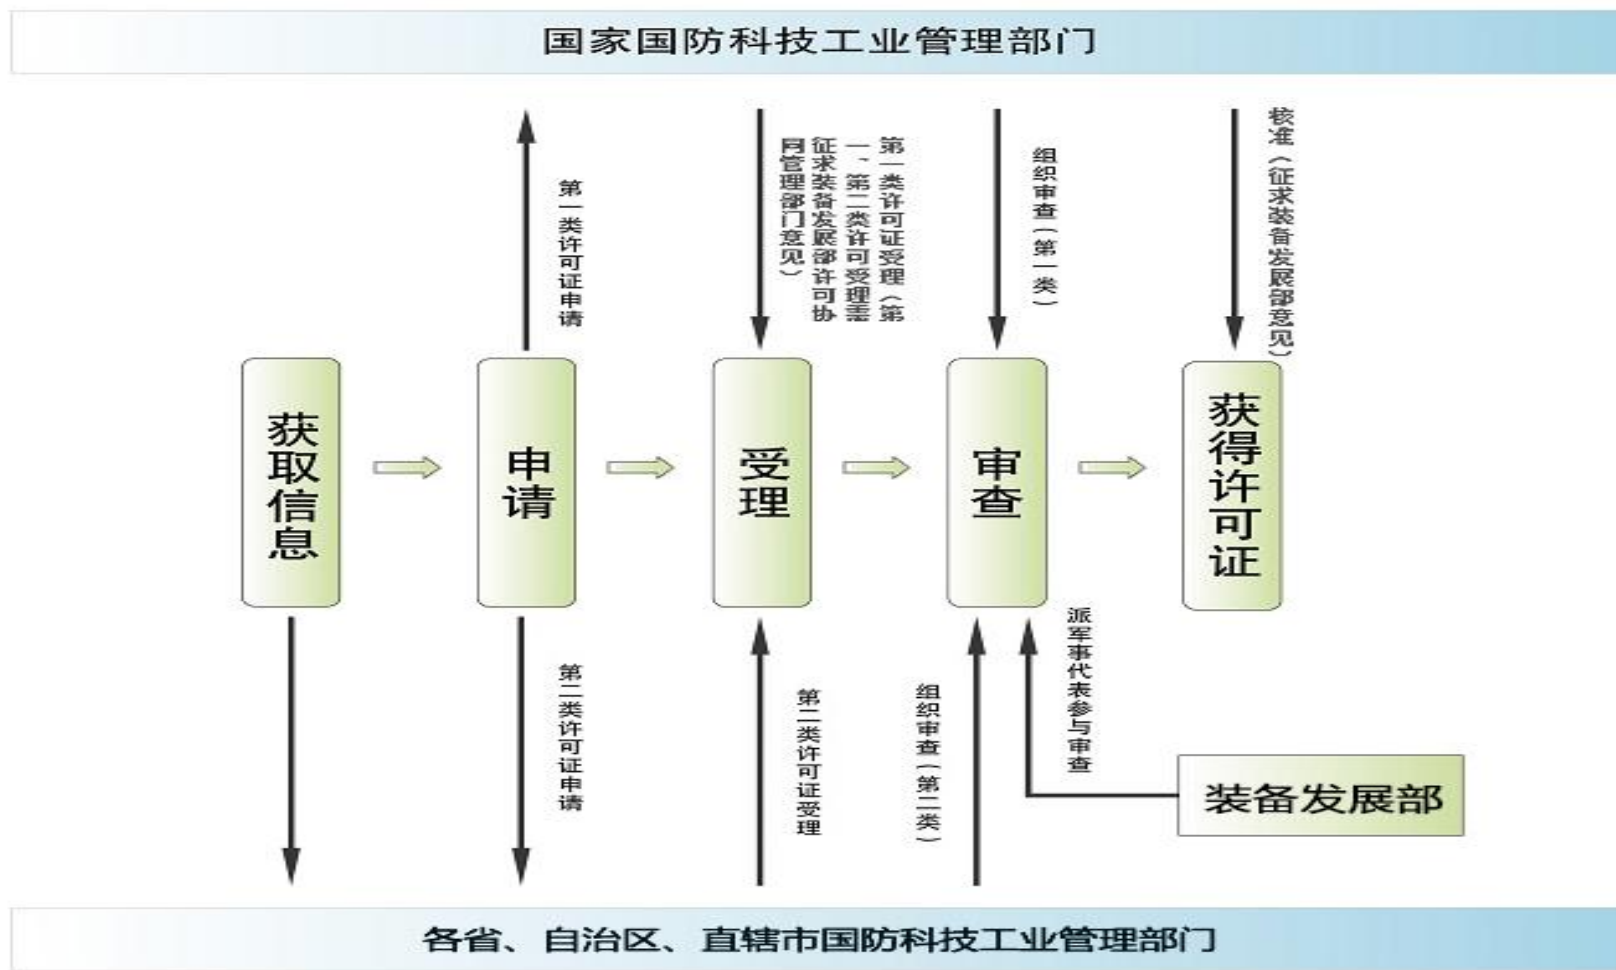 国家国防科技工业管理部门
第一类许可证申请
第一类许可证受理（第
一、第二类许可受理需
征求装备发展部许可协
同管理部门意见）
组织审查（第一类）
核准（征求装备发展部意见）
获取信息
申请
受理
审查
获得许可证
第二类许可证申请
第二类许可证受理
组织审查（第二类）
派军事代表参与审查
装备发展部
各省、自治区、直辖市国防科技工业管理部门